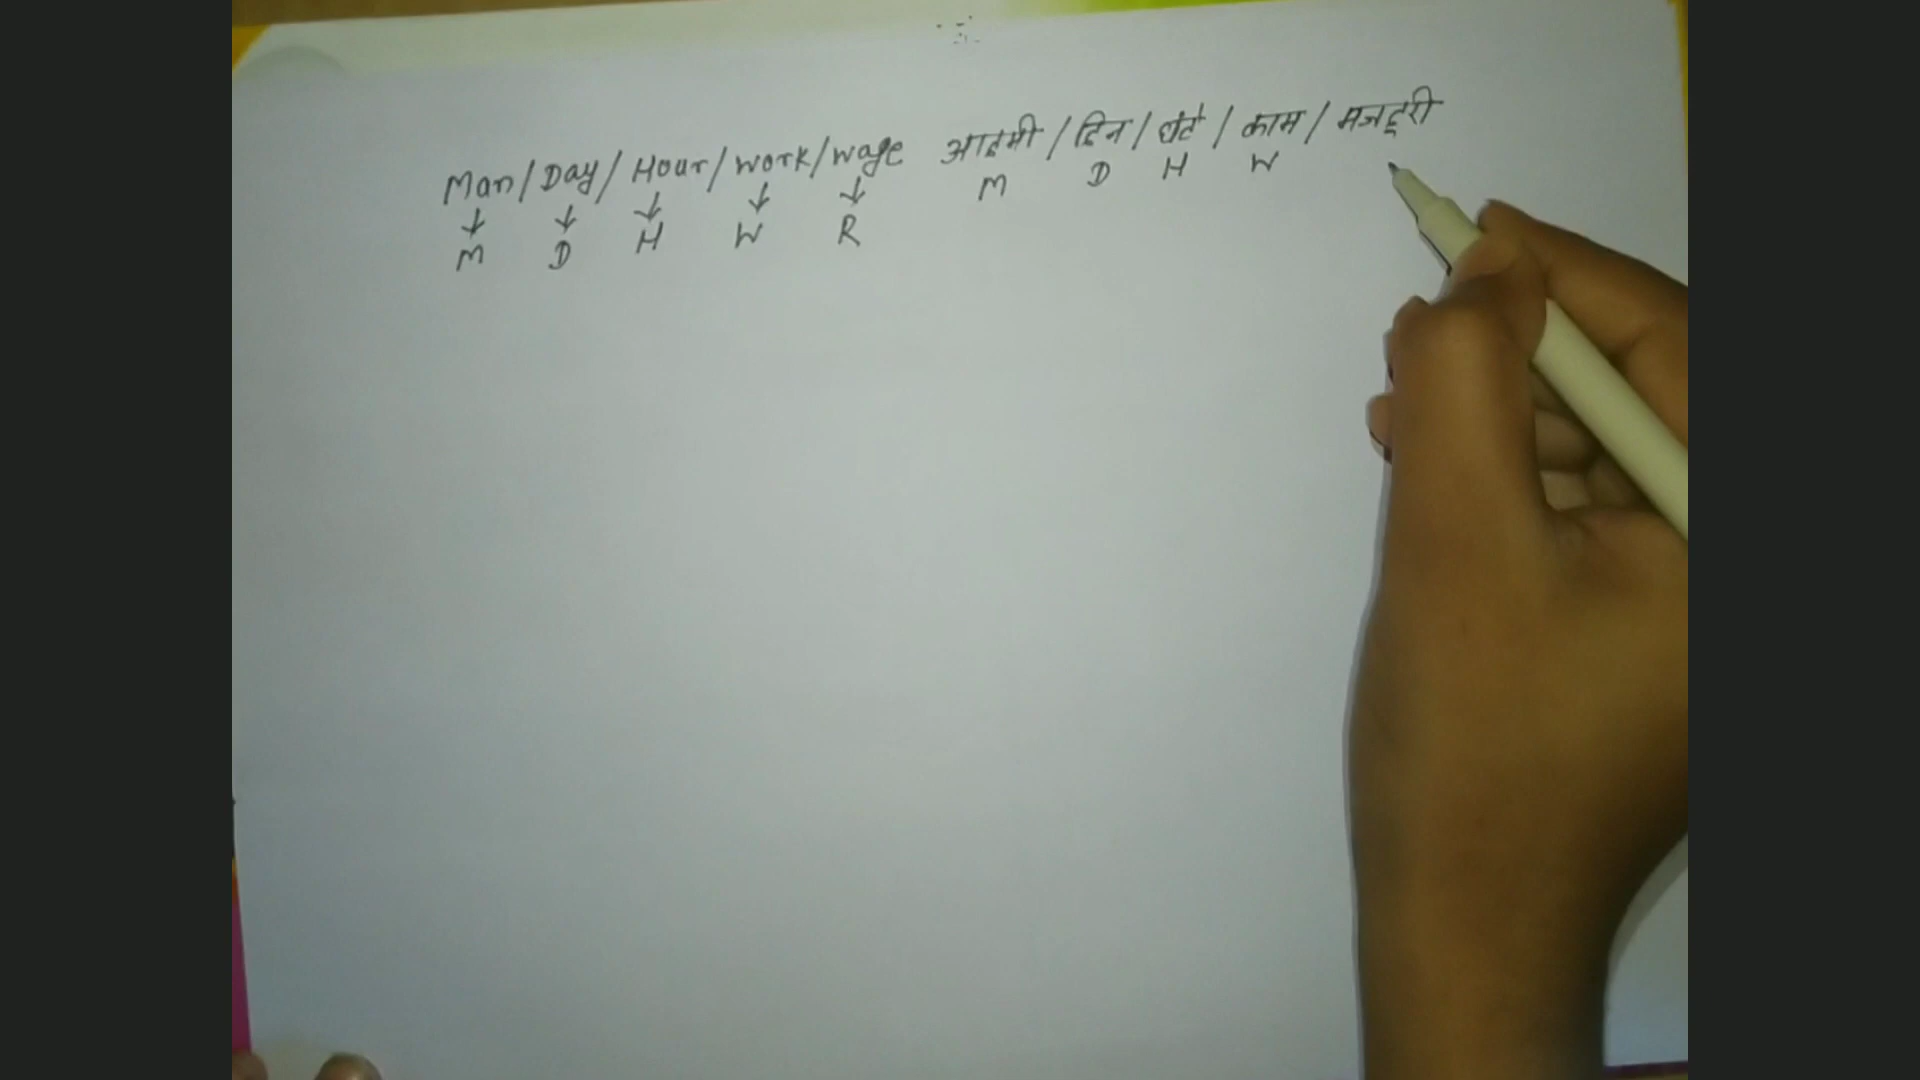 Man/Day/Hour/work/wage आदमी/दिन/घंटे/काम/मजदूरी
↓ ↓ ↓ ↓ ↓ M D H W
M D H W R